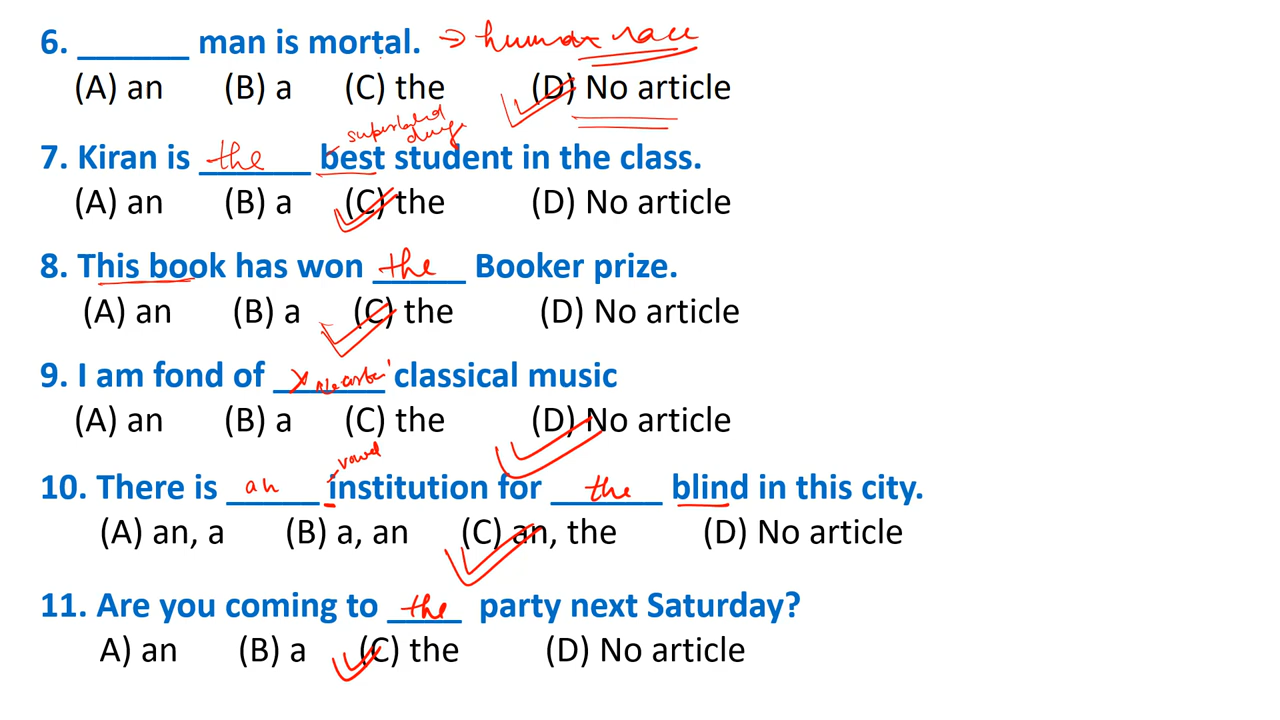 6. ______ man is mortal. → human race
(A) an (B) a (C) the (D) No article
7. Kiran is the best student in the class.
(A) an (B) a (C) the (D) No article
8. This book has won the Booker prize.
(A) an (B) a (C) the (D) No article
9. I am fond of x classical music
(A) an (B) a (C) the (D) No article
vowel
10. There is an institution for the blind in this city.
(A) an, a (B) a, an (C) an, the (D) No article
11. Are you coming to the party next Saturday?
A) an (B) a (C) the (D) No article